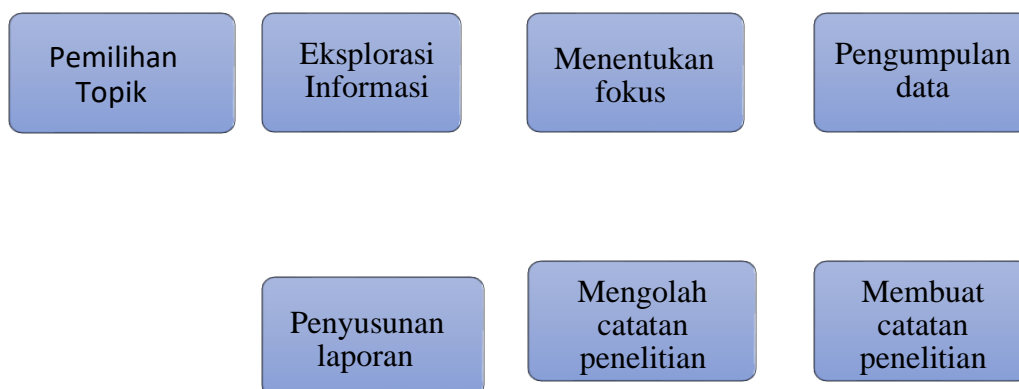 Pemilihan
Topik
Eksplorasi
Informasi
Menentukan
fokus
Pengumpulan
data
Penyusunan
laporan
Mengolah
catatan
penelitian
Membuat
catatan
penelitian